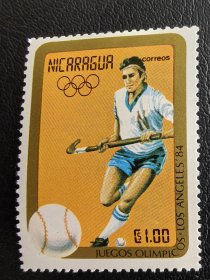 NICARAGUA
correos
₡1.00
JUEGOS OLIMPICOS·LOS ANGELES '84